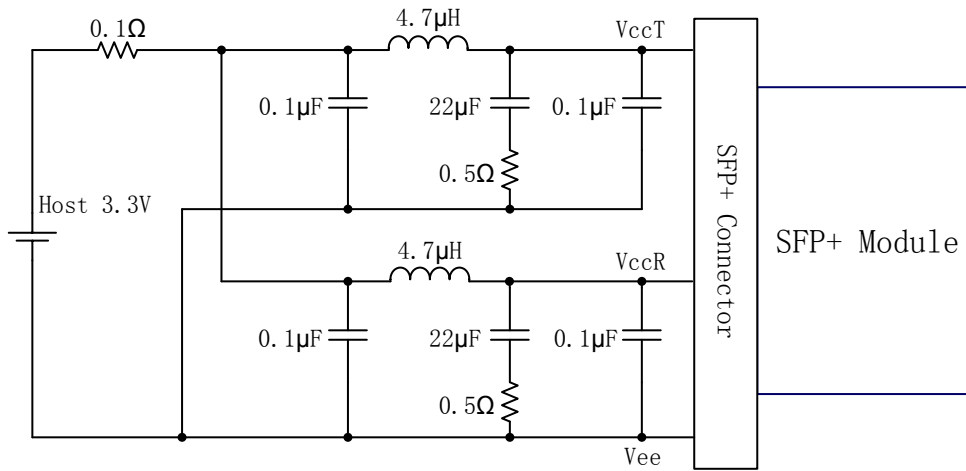 4.7μH
0.1Ω
VccT
0.1μF
22μF
0.1μF
0.5Ω
Host 3.3V
SFP+ Connector
SFP+ Module
4.7μH
VccR
0.1μF
22μF
0.1μF
0.5Ω
Vee